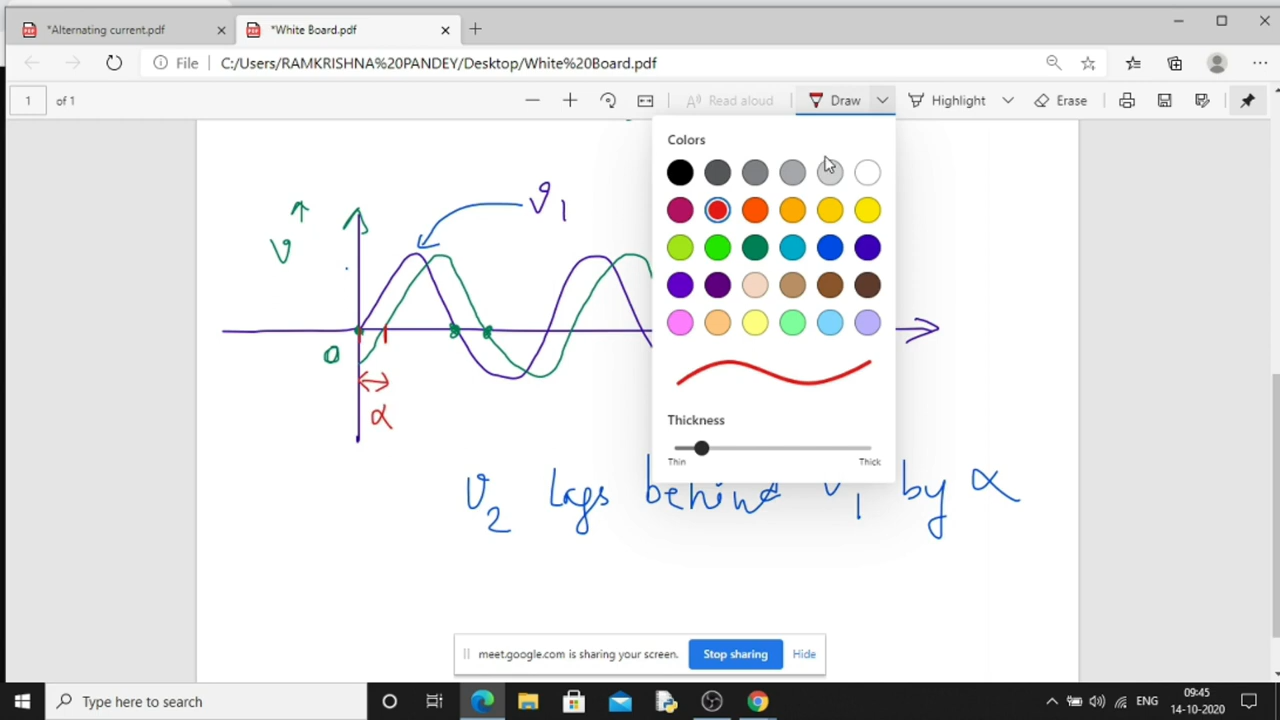 *Alternating current.pdf
*White Board.pdf
File
C:/Users/RAMKRISHNA%20PANDEY/Desktop/White%20Board.pdf
1 of 1
Read aloud
Draw
Highlight
Erase
Colors
V1
V
0
α
Thickness
Thin Thick
V2 lags behind V1 by α
meet.google.com is sharing your screen. Stop sharing Hide
Type here to search
ENG
09:45
14-10-2020